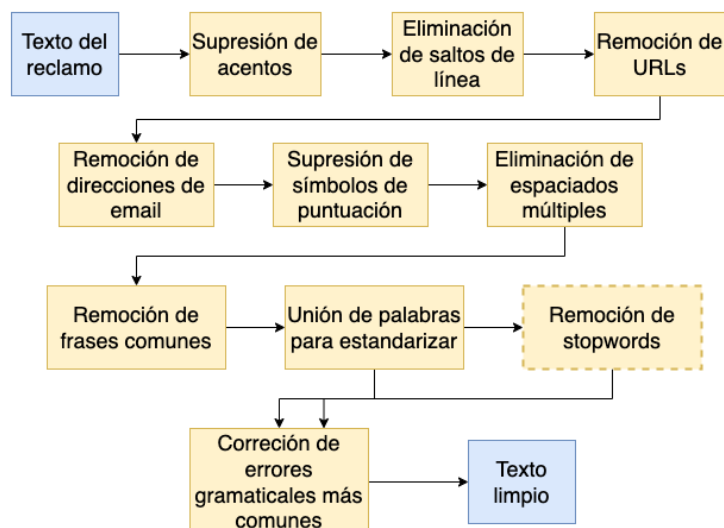 Texto del
reclamo
Supresión de
acentos
Eliminación
de saltos de
línea
Remoción de
URLs
Remoción de
direcciones de
email
Supresión de
símbolos de
puntuación
Eliminación de
espaciados
múltiples
Remoción de
frases comunes
Unión de palabras
para estandarizar
Remoción de
stopwords
Correción de
errores
gramaticales más
comunes
Texto
limpio